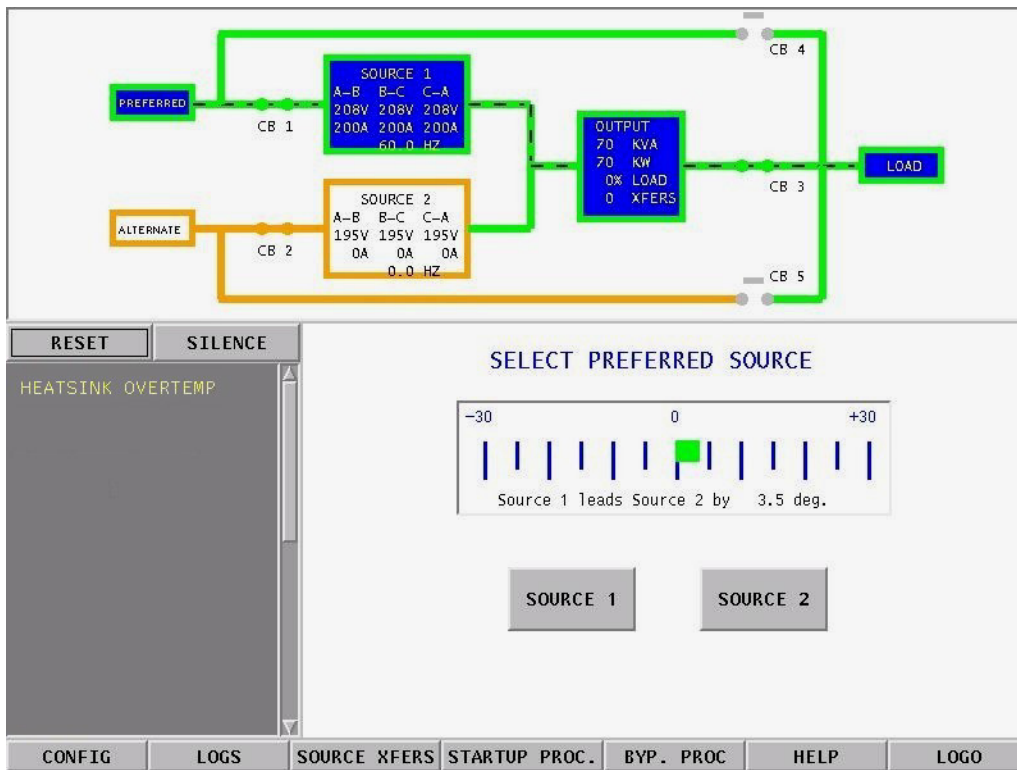 CB 4
PREFERRED
CB 1
SOURCE 1
A-B B-C C-A
208V 208V 208V
200A 200A 200A
60.0 HZ
OUTPUT
70 KVA
70 KW
0% LOAD
0 XFERS
CB 3
LOAD
ALTERNATE
CB 2
SOURCE 2
A-B B-C C-A
195V 195V 195V
0A 0A 0A
0.0 HZ
CB 5
RESET SILENCE
HEATSINK OVERTEMP
SELECT PREFERRED SOURCE
-30 0 +30
Source 1 leads Source 2 by 3.5 deg.
SOURCE 1 SOURCE 2
CONFIG LOGS SOURCE XFERS STARTUP PROC. BYP. PROC HELP LOGO